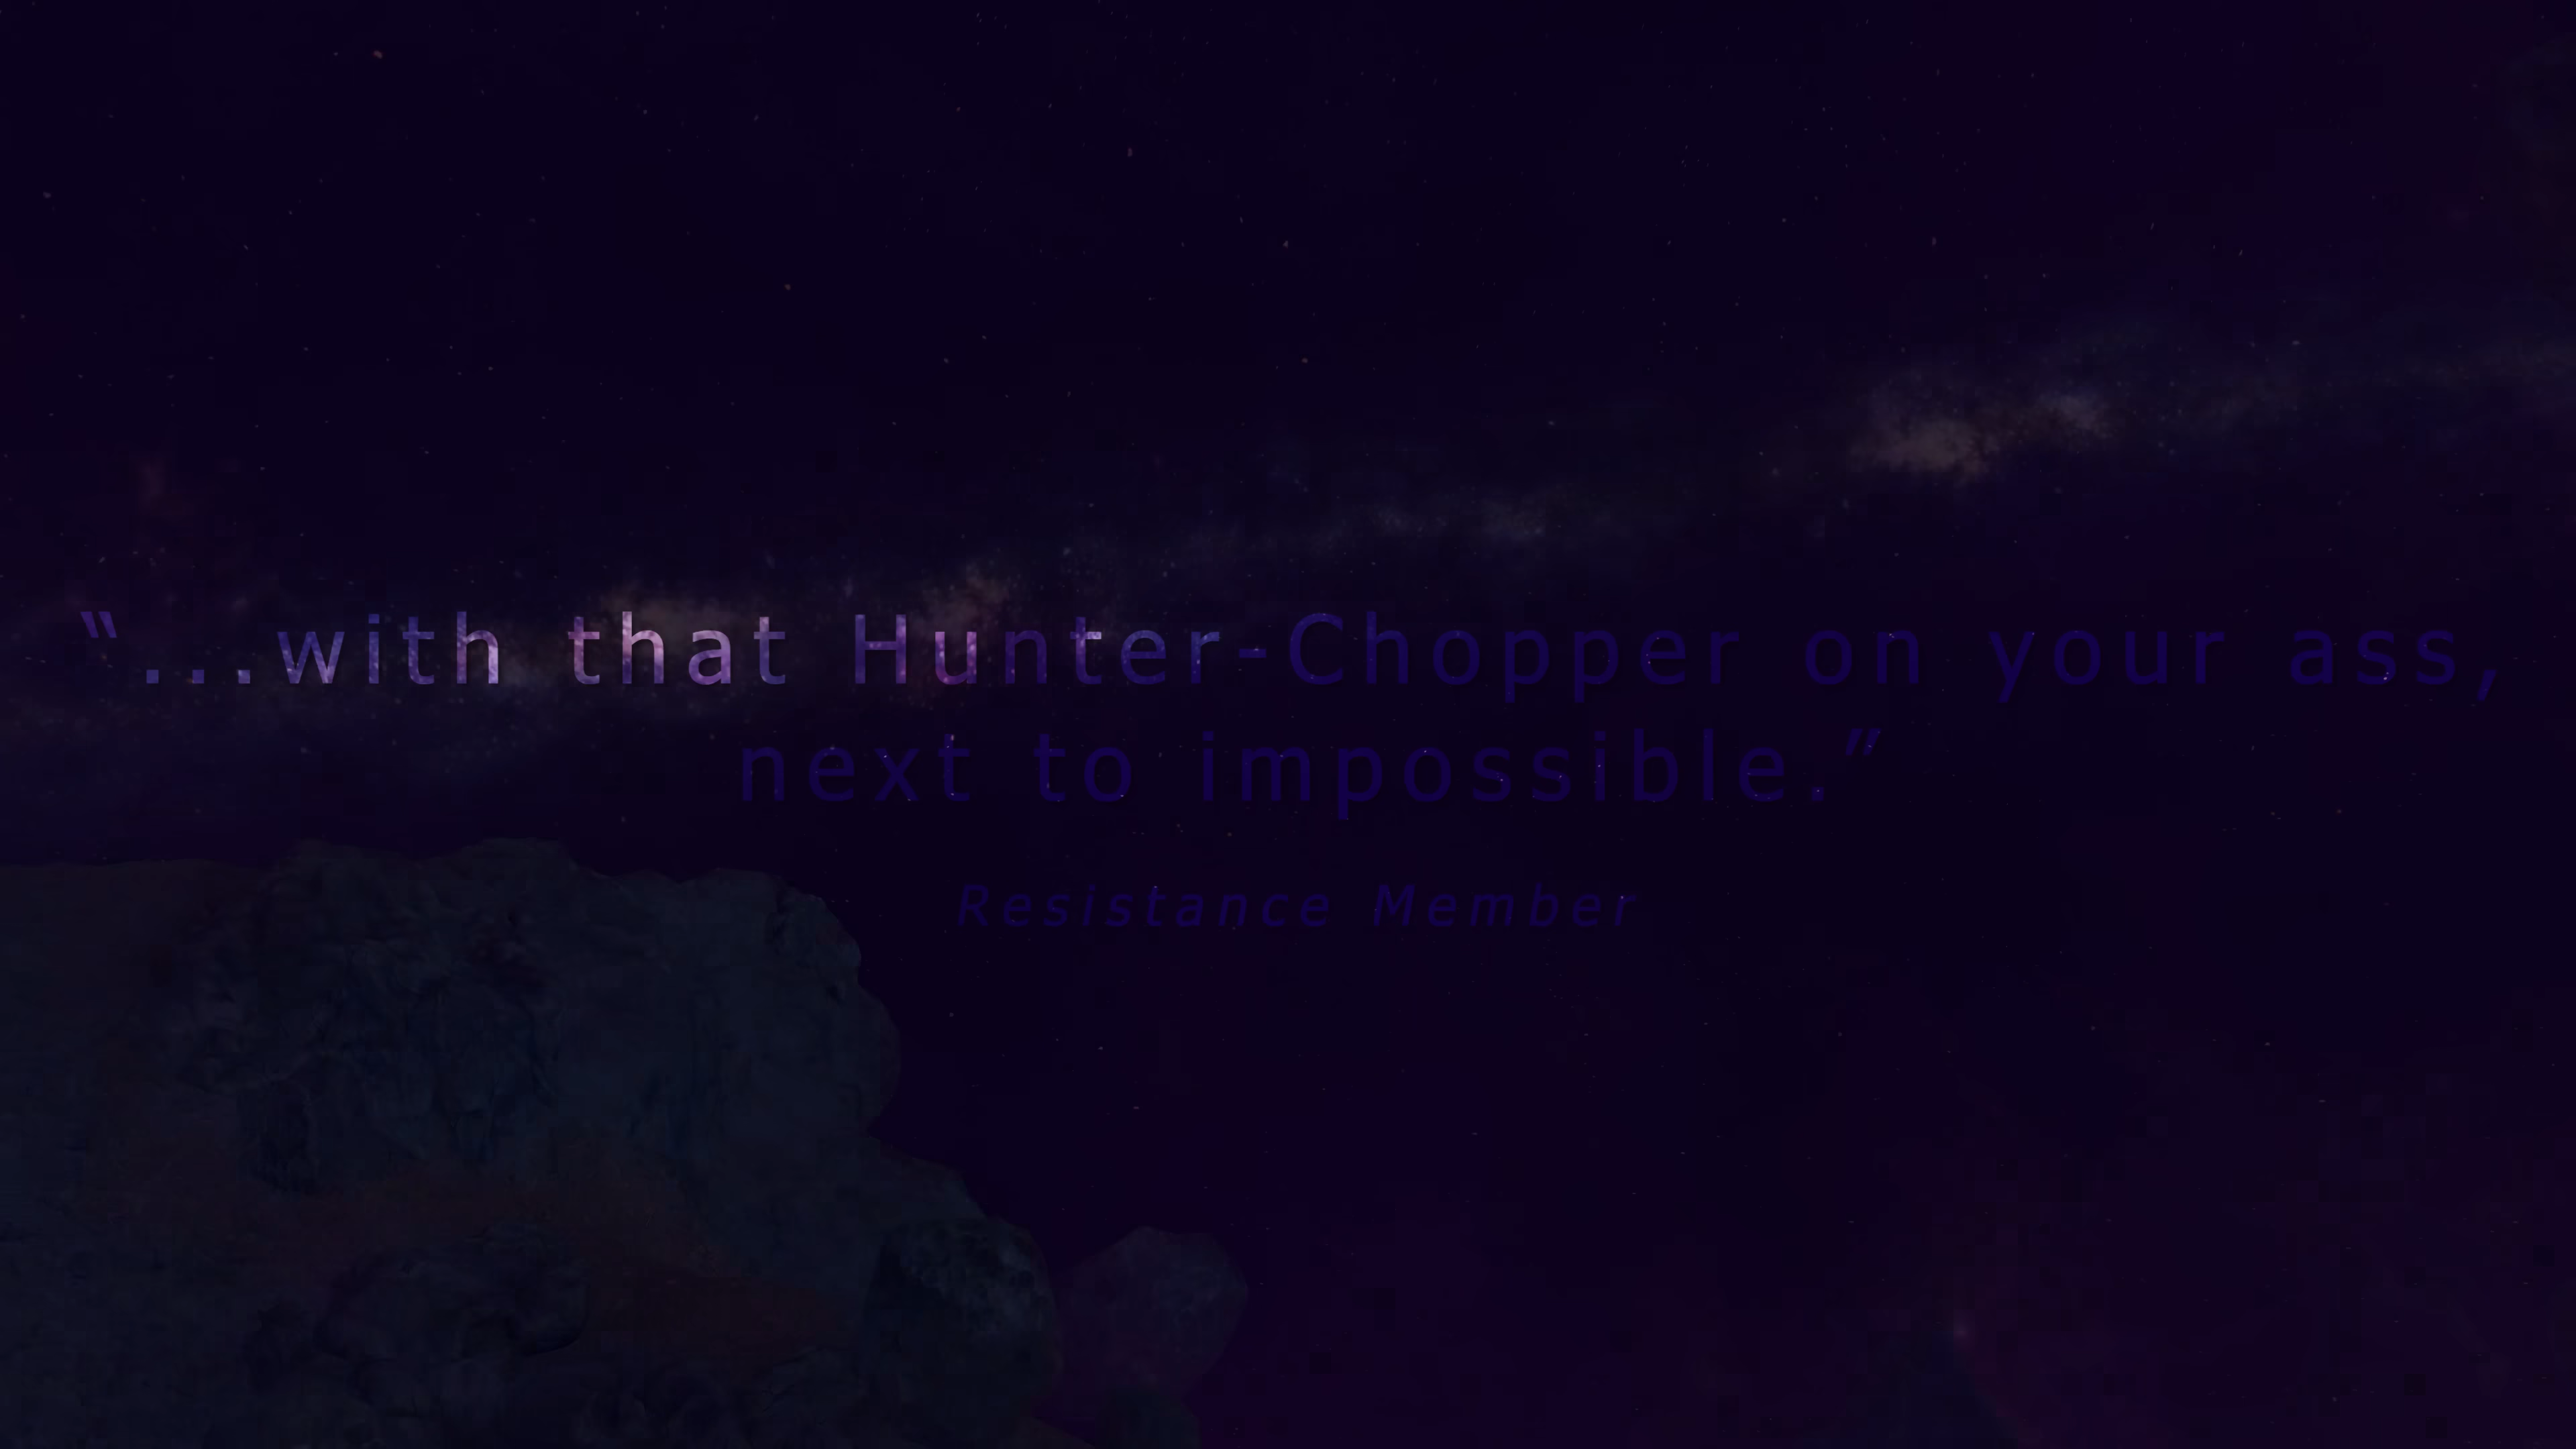 “...with that Hunter-Chopper on your ass,
next to impossible.”
Resistance Member